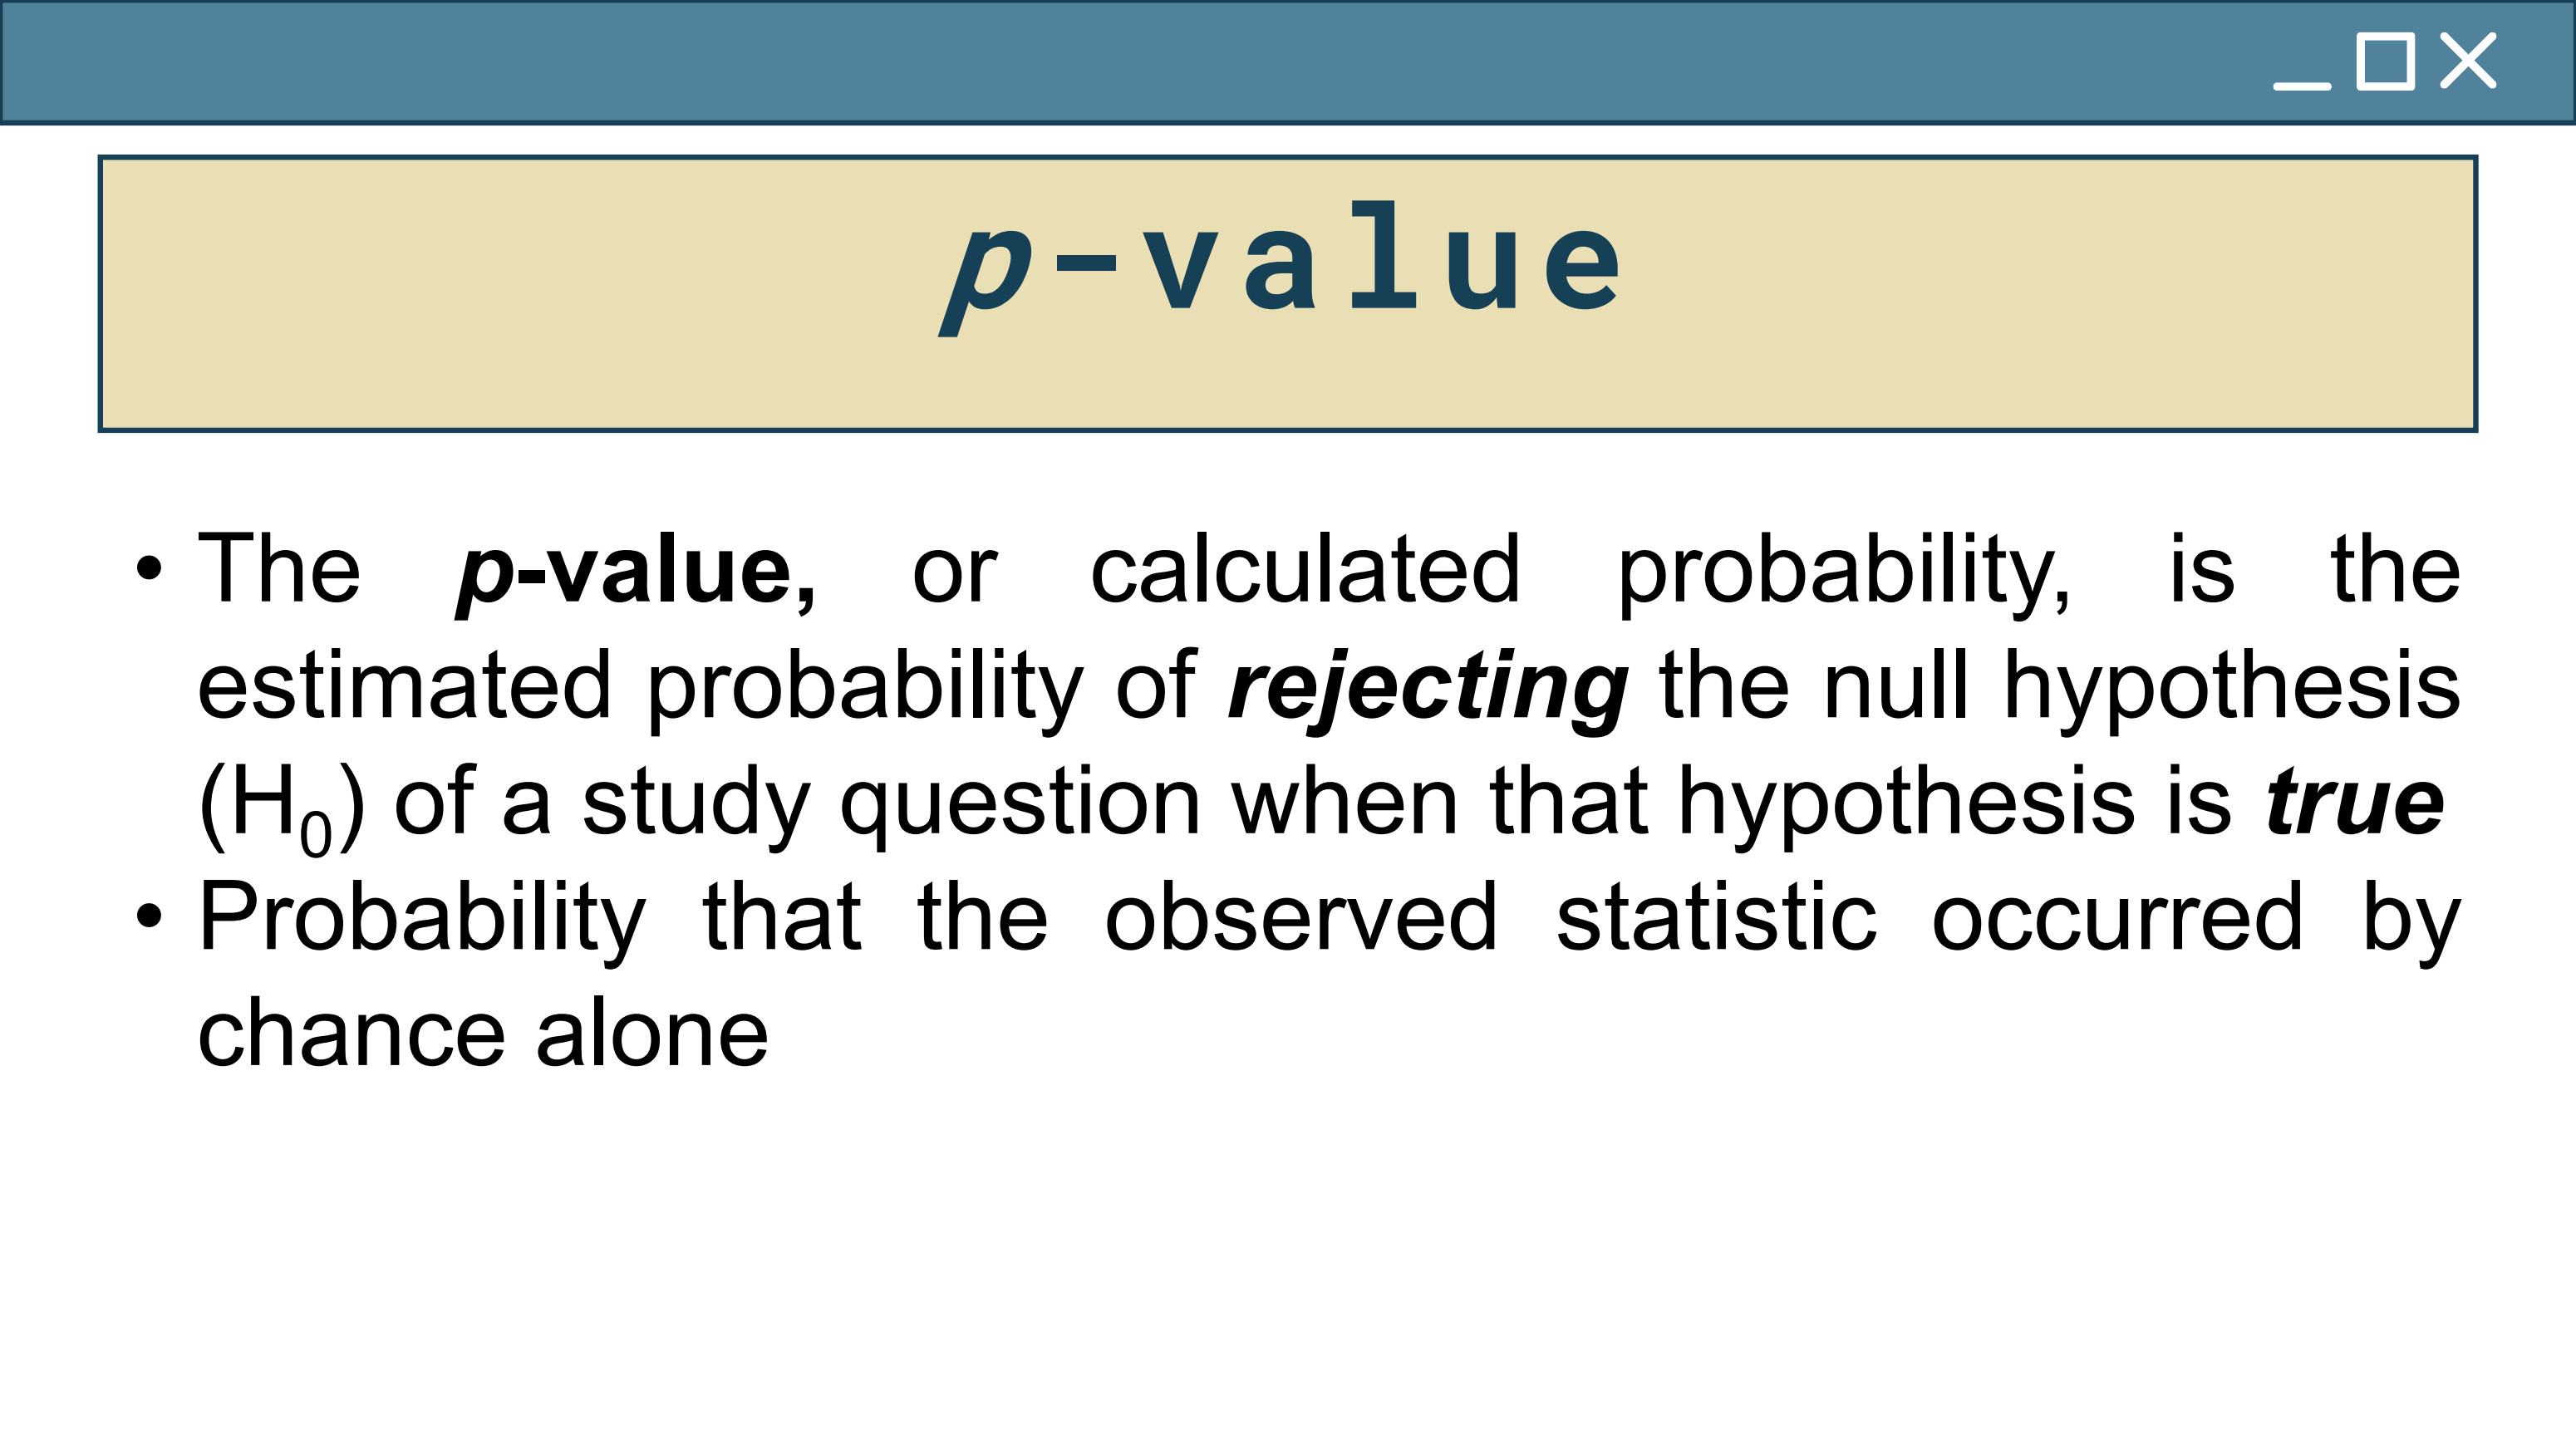 p-value
• The p-value, or calculated probability, is the
estimated probability of rejecting the null hypothesis
(H₀) of a study question when that hypothesis is true
• Probability that the observed statistic occurred by
chance alone